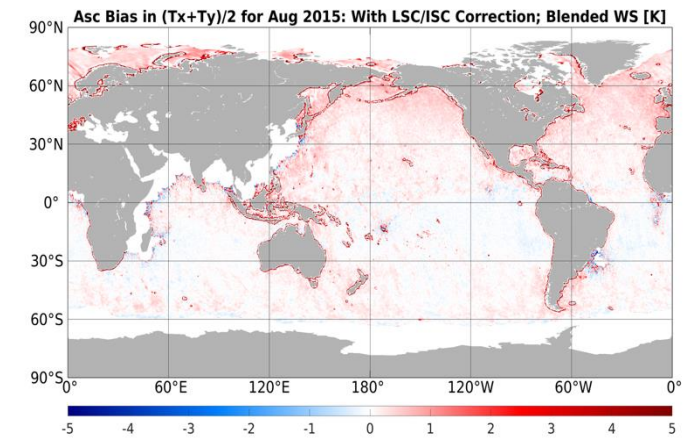 Asc Bias in (Tx+Ty)/2 for Aug 2015: With LSC/ISC Correction; Blended WS [K]
90°N
60°N
30°N
0°
30°S
60°S
90°S
0° 60°E 120°E 180° 120°W 60°W 0°
-5 -4 -3 -2 -1 0 1 2 3 4 5